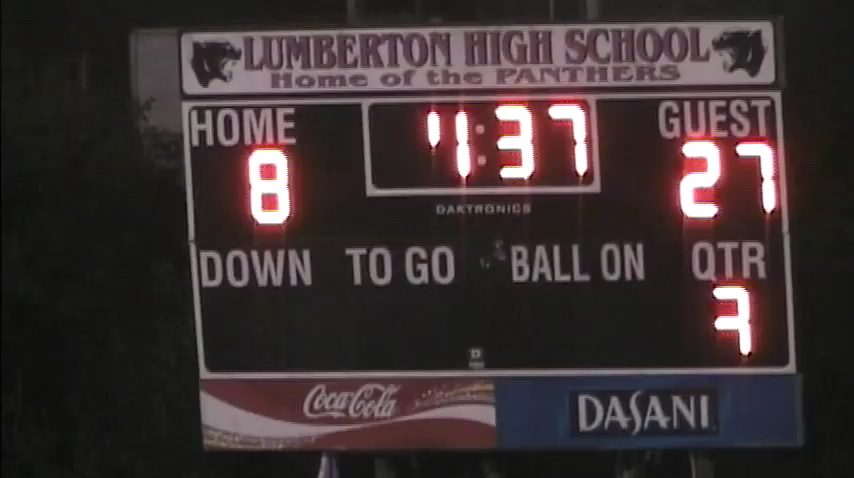 LUMBERTON HIGH SCHOOL
Home of the PANTHERS
HOME 4:37 GUEST
8 27
DAKTRONICS
DOWN TO GO BALL ON QTR
3
Coca-Cola DASANI